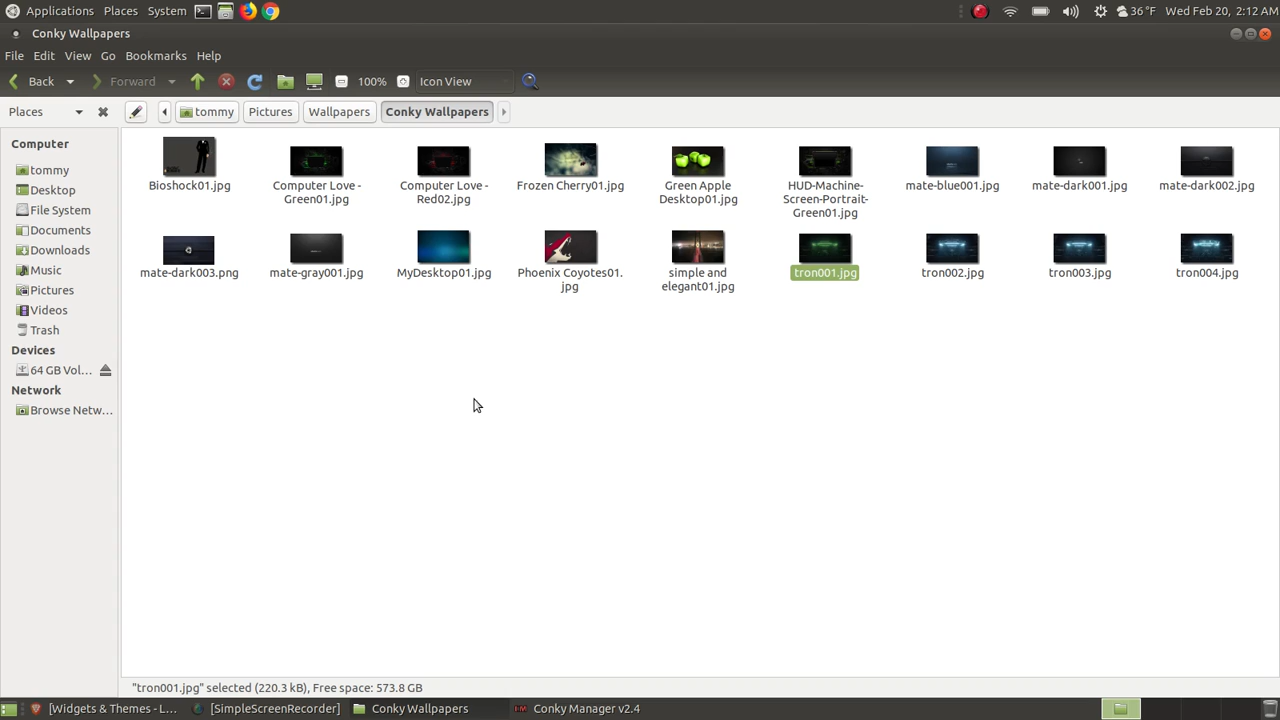 Applications Places System 36 °F Wed Feb 20, 2:12 AM
Conky Wallpapers
File Edit View Go Bookmarks Help
Back Forward 100% Icon View
Places tommy Pictures Wallpapers Conky Wallpapers
Computer
tommy
Desktop
File System
Documents
Downloads
Music
Pictures
Videos
Trash
Devices
64 GB Vol...
Network
Browse Netw...
Bioshock01.jpg
Computer Love -
Green01.jpg
Computer Love -
Red02.jpg
Frozen Cherry01.jpg
Green Apple
Desktop01.jpg
HUD-Machine-
Screen-Portrait-
Green01.jpg
mate-blue001.jpg
mate-dark001.jpg
mate-dark002.jpg
mate-dark003.png
mate-gray001.jpg
MyDesktop01.jpg
Phoenix Coyotes01.
jpg
simple and
elegant01.jpg
tron001.jpg
tron002.jpg
tron003.jpg
tron004.jpg
"tron001.jpg" selected (220.3 kB), Free space: 573.8 GB
[Widgets & Themes - L... [SimpleScreenRecorder] Conky Wallpapers Conky Manager v2.4